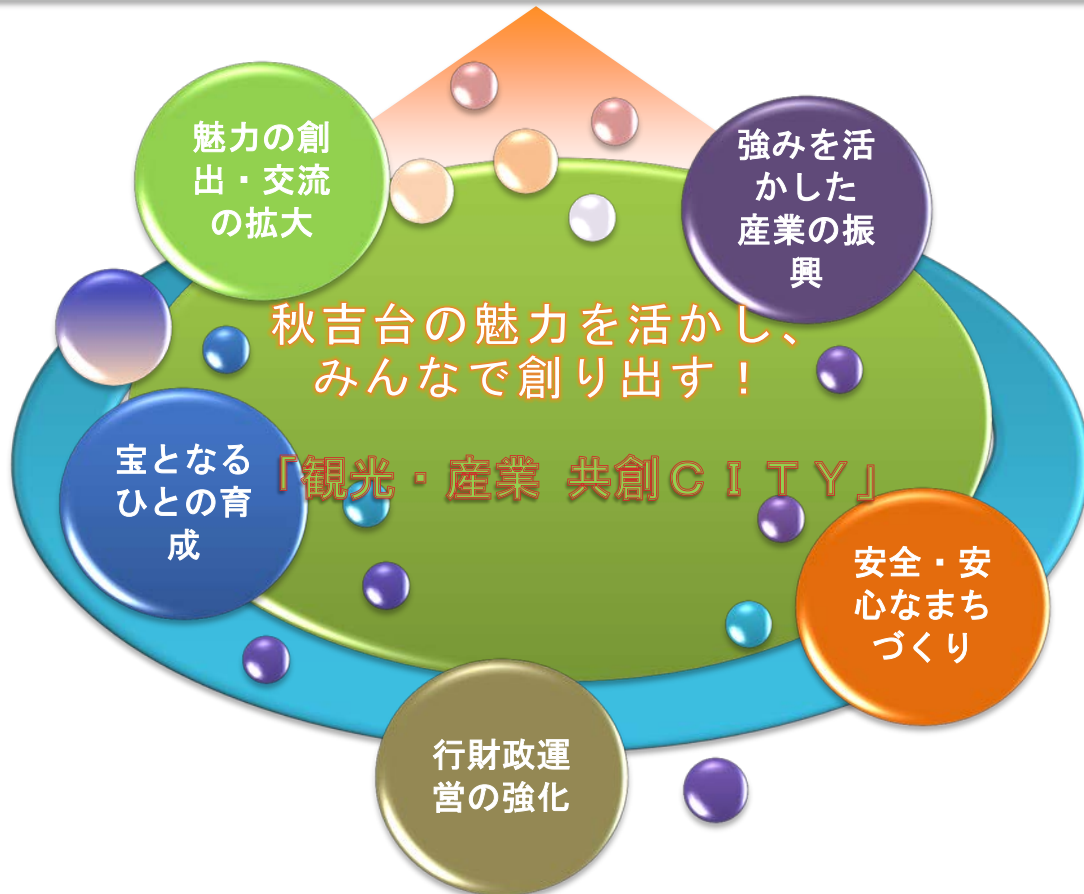 魅力の創
出・交流
の拡大
強みを活
かした
産業の振
興
秋吉台の魅力を活かし、
みんなで創り出す！
「観光・産業 共創ＣＩＴＹ」
宝となる
ひとの育
成
安全・安
心なまち
づくり
行財政運
営の強化